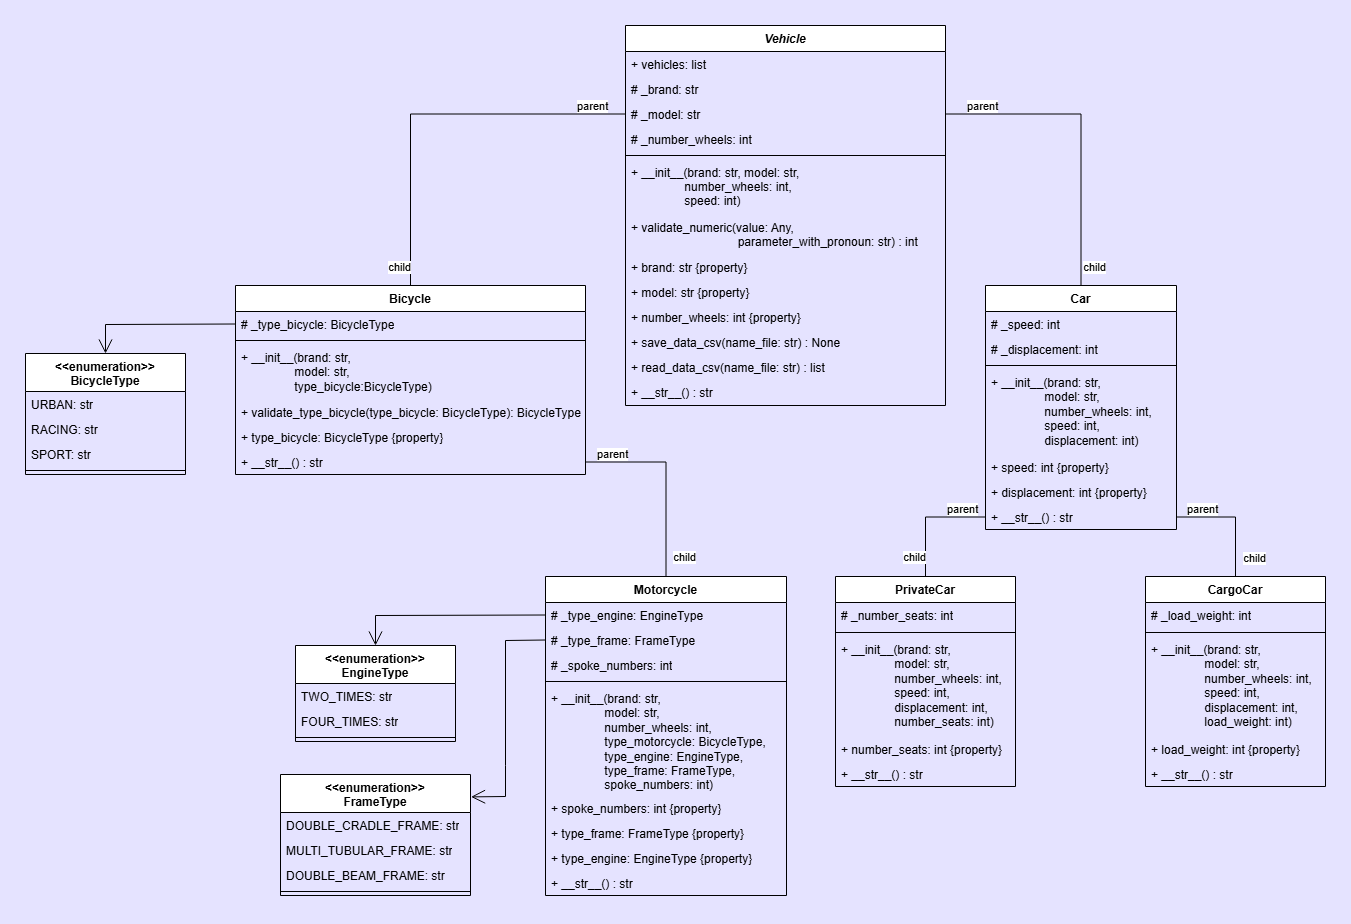 Vehicle
+ vehicles: list
# _brand: str
# _model: str
# _number_wheels: int
+ __init__(brand: str, model: str,
number_wheels: int,
speed: int)
+ validate_numeric(value: Any,
parameter_with_pronoun: str) : int
+ brand: str {property}
+ model: str {property}
+ number_wheels: int {property}
+ save_data_csv(name_file: str) : None
+ read_data_csv(name_file: str) : list
+ __str__() : str
parent
child
parent
child
Bicycle
# _type_bicycle: BicycleType
+ __init__(brand: str,
model: str,
type_bicycle:BicycleType)
+ validate_type_bicycle(type_bicycle: BicycleType): BicycleType
+ type_bicycle: BicycleType {property}
+ __str__() : str
<<enumeration>>
BicycleType
URBAN: str
RACING: str
SPORT: str
Car
# _speed: int
# _displacement: int
+ __init__(brand: str,
model: str,
number_wheels: int,
speed: int,
displacement: int)
+ speed: int {property}
+ displacement: int {property}
+ __str__() : str
parent
child
parent
child
parent
child
Motorcycle
# _type_engine: EngineType
# _type_frame: FrameType
# _spoke_numbers: int
+ __init__(brand: str,
model: str,
number_wheels: int,
type_motorcycle: BicycleType,
type_engine: EngineType,
type_frame: FrameType,
spoke_numbers: int)
+ spoke_numbers: int {property}
+ type_frame: FrameType {property}
+ type_engine: EngineType {property}
+ __str__() : str
<<enumeration>>
EngineType
TWO_TIMES: str
FOUR_TIMES: str
<<enumeration>>
FrameType
DOUBLE_CRADLE_FRAME: str
MULTI_TUBULAR_FRAME: str
DOUBLE_BEAM_FRAME: str
PrivateCar
# _number_seats: int
+ __init__(brand: str,
model: str,
number_wheels: int,
speed: int,
displacement: int,
number_seats: int)
+ number_seats: int {property}
+ __str__() : str
CargoCar
# _load_weight: int
+ __init__(brand: str,
model: str,
number_wheels: int,
speed: int,
displacement: int,
load_weight: int)
+ load_weight: int {property}
+ __str__() : str